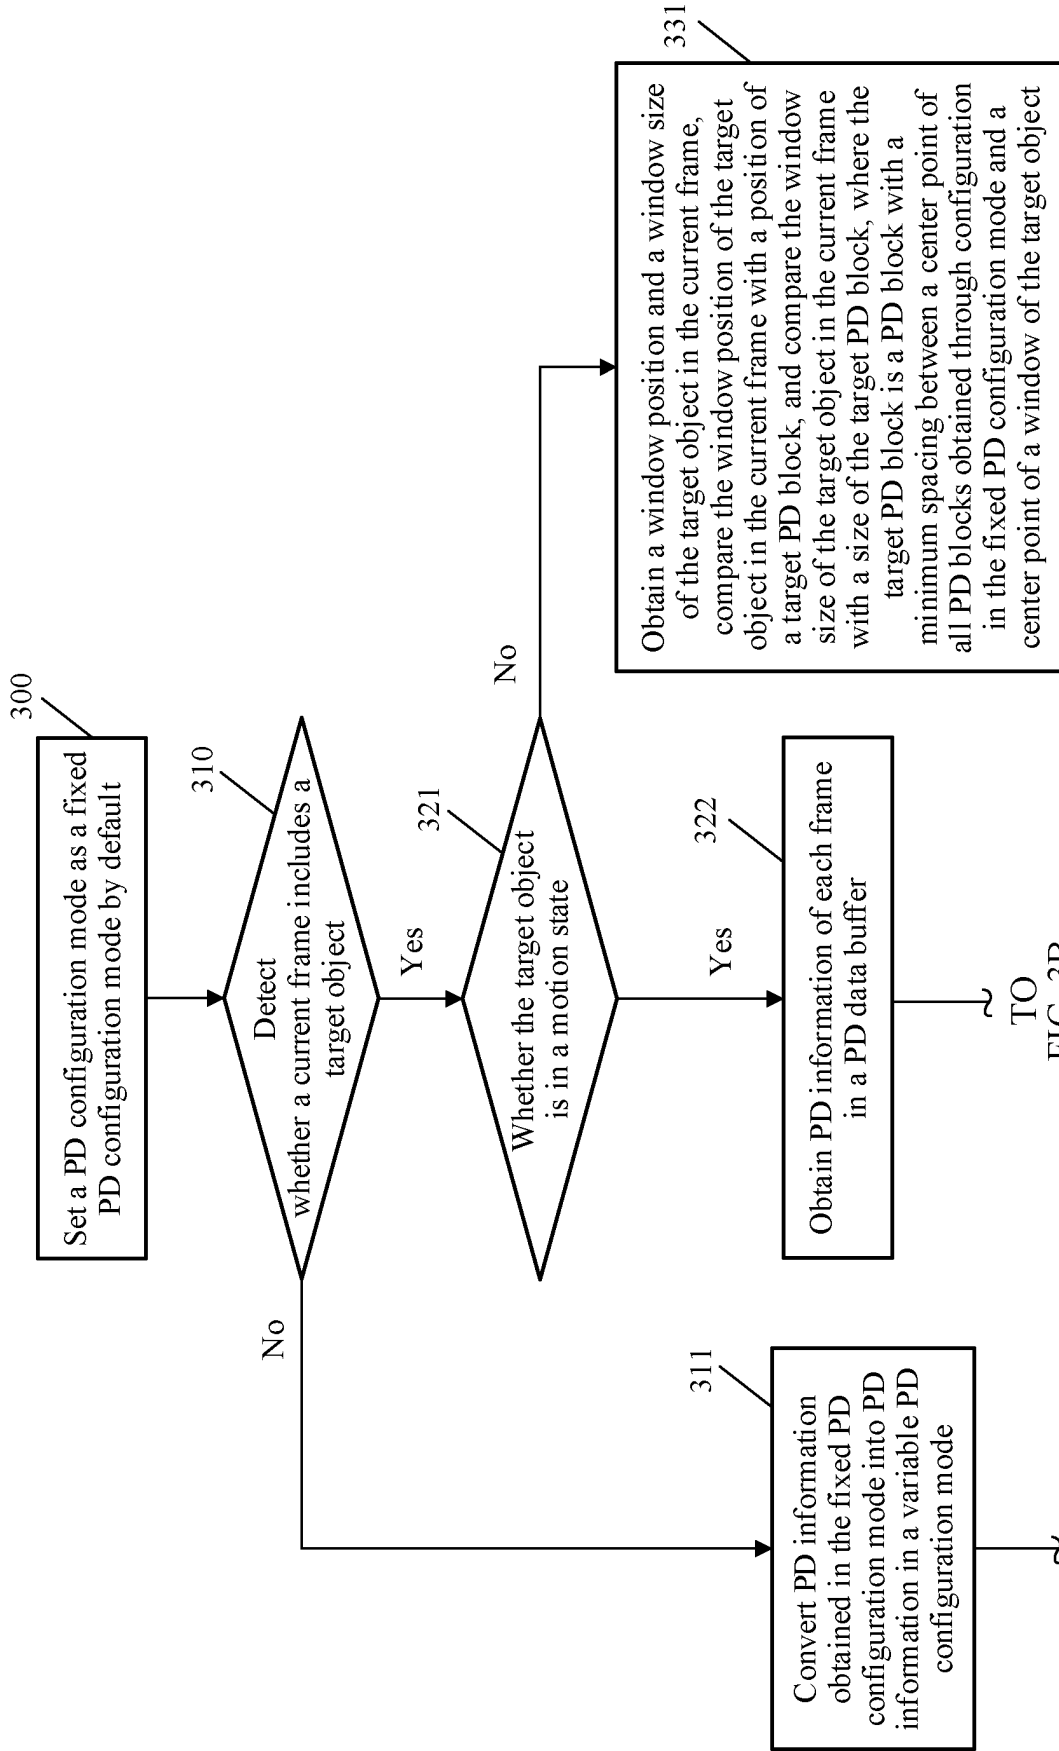 300
Set a PD configuration mode as a fixed
PD configuration mode by default
310
Detect
whether a current frame includes a
target object
No
Yes
321
Whether the target object
is in a motion state
No
Yes
311
Convert PD information
obtained in the fixed PD
configuration mode into PD
information in a variable PD
configuration mode
322
Obtain PD information of each frame
in a PD data buffer
331
Obtain a window position and a window size
of the target object in the current frame,
compare the window position of the target
object in the current frame with a position of
a target PD block, and compare the window
size of the target object in the current frame
with a size of the target PD block, where the
target PD block is a PD block with a
minimum spacing between a center point of
all PD blocks obtained through configuration
in the fixed PD configuration mode and a
center point of a window of the target object
TO
FIG. 3B